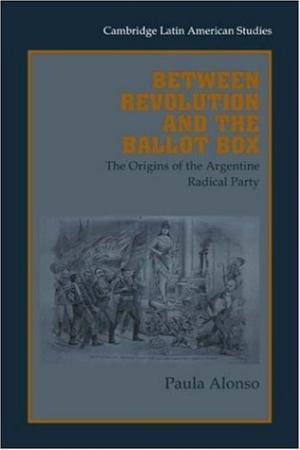 Cambridge Latin American Studies
BETWEEN
REVOLUTION
AND THE
BALLOT BOX
The Origins of the Argentine
Radical Party
Paula Alonso